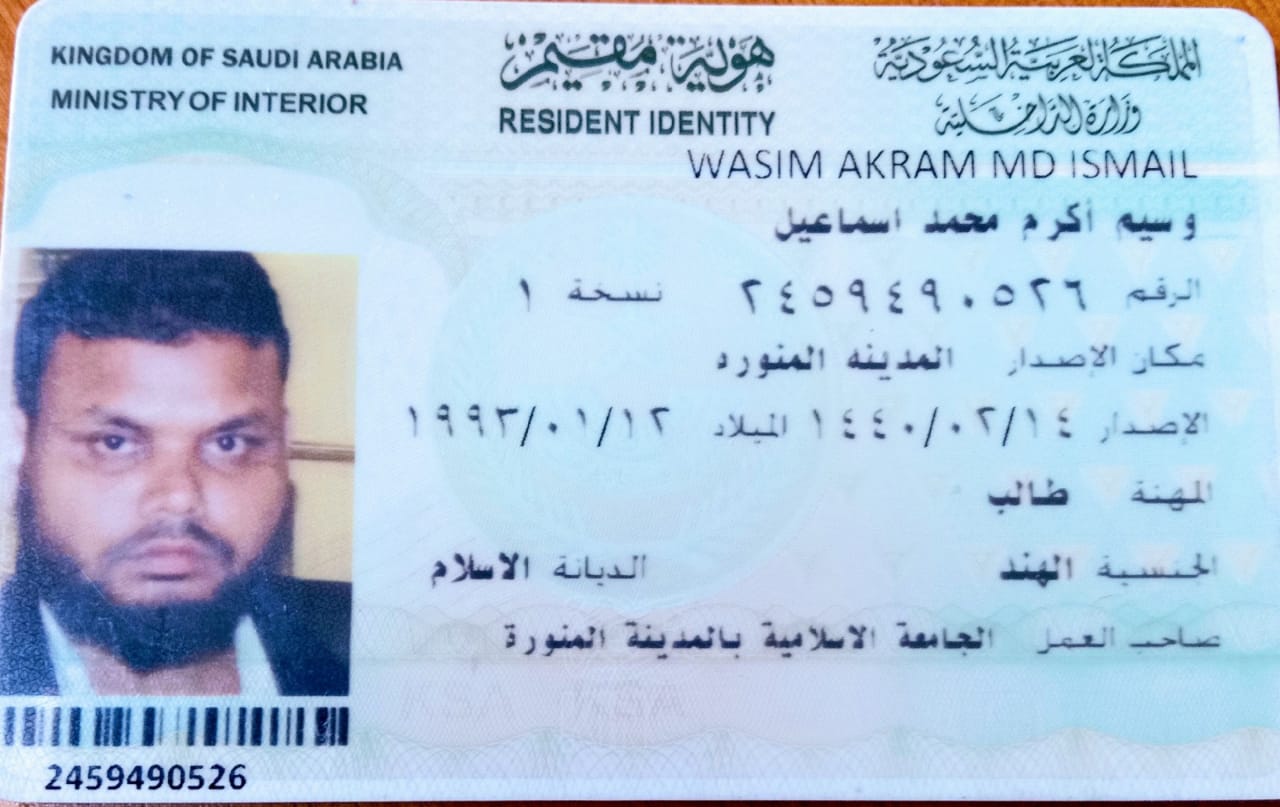 KINGDOM OF SAUDI ARABIA
MINISTRY OF INTERIOR
هوية مقيم
RESIDENT IDENTITY
المملكة العربية السعودية
وزارة الداخلية
WASIM AKRAM MD ISMAIL
وسيم أكرم محمد اسماعيل
الرقم ٢٤٥٩٤٩٠٥٢٦ نسخة ١
مكان الإصدار المدينه المنوره
الإصدار ١٤٤٠/٠٢/١٤ الميلاد ١٩٩٣/٠١/١٢
المهنة طالب
الجنسية الهند الديانة الاسلام
صاحب العمل الجامعة الاسلامية بالمدينة المنورة
2459490526